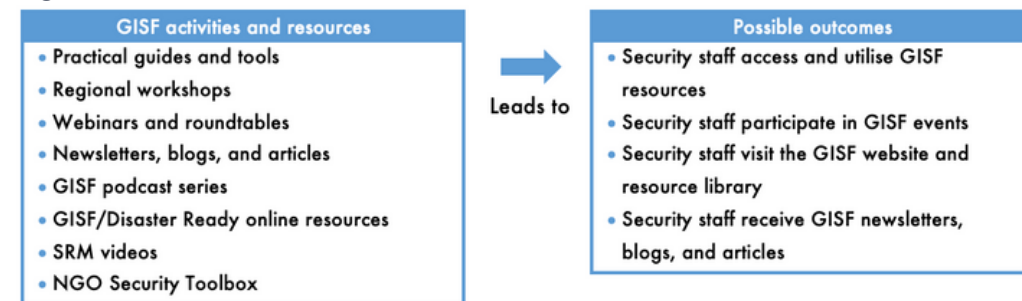 GISF activities and resources
• Practical guides and tools
• Regional workshops
• Webinars and roundtables
• Newsletters, blogs, and articles
• GISF podcast series
• GISF/Disaster Ready online resources
• SRM videos
• NGO Security Toolbox
Leads to
Possible outcomes
• Security staff access and utilise GISF
resources
• Security staff participate in GISF events
• Security staff visit the GISF website and
resource library
• Security staff receive GISF newsletters,
blogs, and articles